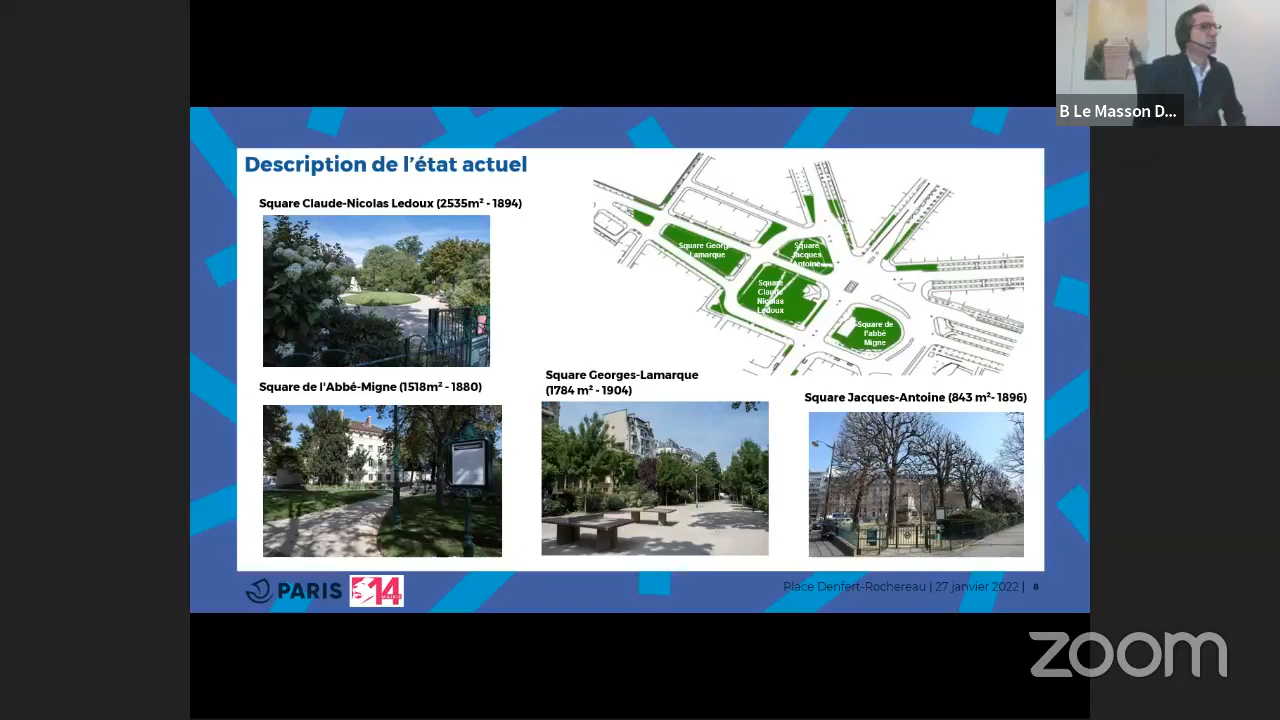 B Le Masson D...
Description de l'état actuel
Square Claude-Nicolas Ledoux (2535m² - 1894)
Square Georges
Lamarque
Square
Jacques
Antoine
Square
Claude
Nicolas
Ledoux
Square de
l'abbé
Migne
Square de l'Abbé-Migne (1518m² - 1880)
Square Georges-Lamarque
(1784 m² - 1904)
Square Jacques-Antoine (843 m²- 1896)
PARIS
14
MAIRIE
Place Denfert-Rochereau | 27 janvier 2022 | 8
zoom